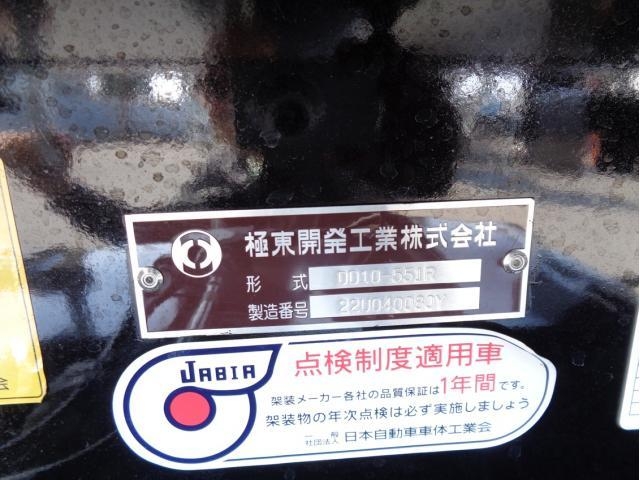 極東開発工業株式会社
形式 DD10-551R
製造番号
JABIA
点検制度適用車
架装メーカー各社の品質保証は1年間です。
架装物の年次点検は必ず実施しましょう
一般社団法人 日本自動車車体工業会